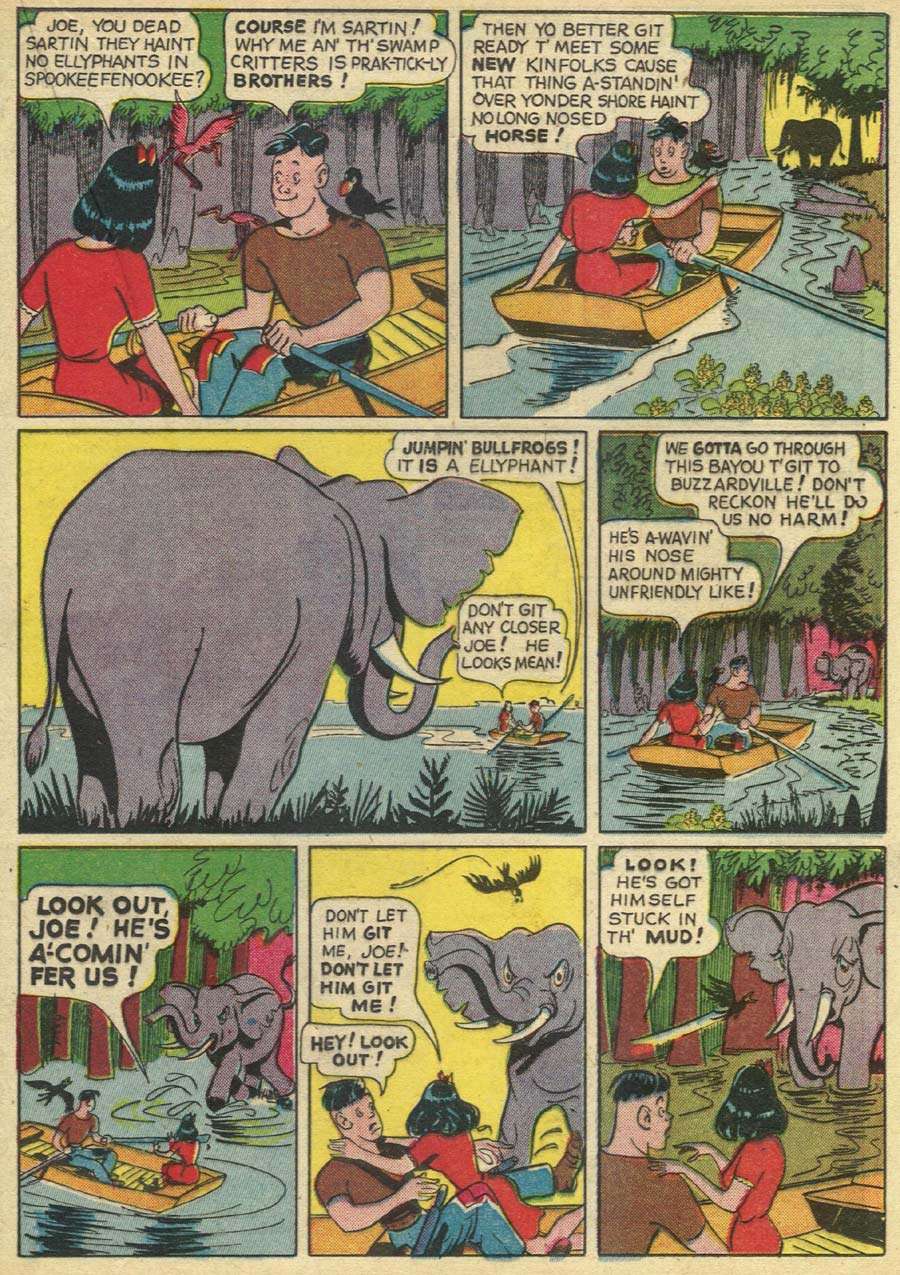 JOE, YOU DEAD
SARTIN THEY HAINT
NO ELLYPHANTS IN
SPOOKEEFENOOKEE?
COURSE I'M SARTIN!
WHY ME AN' TH' SWAMP
CRITTERS IS PRAK-TICK-LY
BROTHERS!
THEN YO BETTER GIT
READY T' MEET SOME
NEW KINFOLKS CAUSE
THAT THING A-STANDIN'
OVER YONDER SHORE HAINT
NO LONG NOSED
HORSE!
JUMPIN' BULLFROGS!
IT IS A ELLYPHANT!
DON'T GIT
ANY CLOSER
JOE! HE
LOOKS MEAN!
WE GOTTA GO THROUGH
THIS BAYOU T' GIT TO
BUZZARDVILLE! DON'T
RECKON HE'LL DO
US NO HARM!
HE'S A-WAVIN'
HIS NOSE
AROUND MIGHTY
UNFRIENDLY LIKE!
LOOK OUT,
JOE! HE'S
A-COMIN'
FER US!
DON'T LET
HIM GIT
ME, JOE!
DON'T LET
HIM GIT
ME!
HEY! LOOK
OUT!
LOOK!
HE'S GOT
HIMSELF
STUCK IN
TH' MUD!